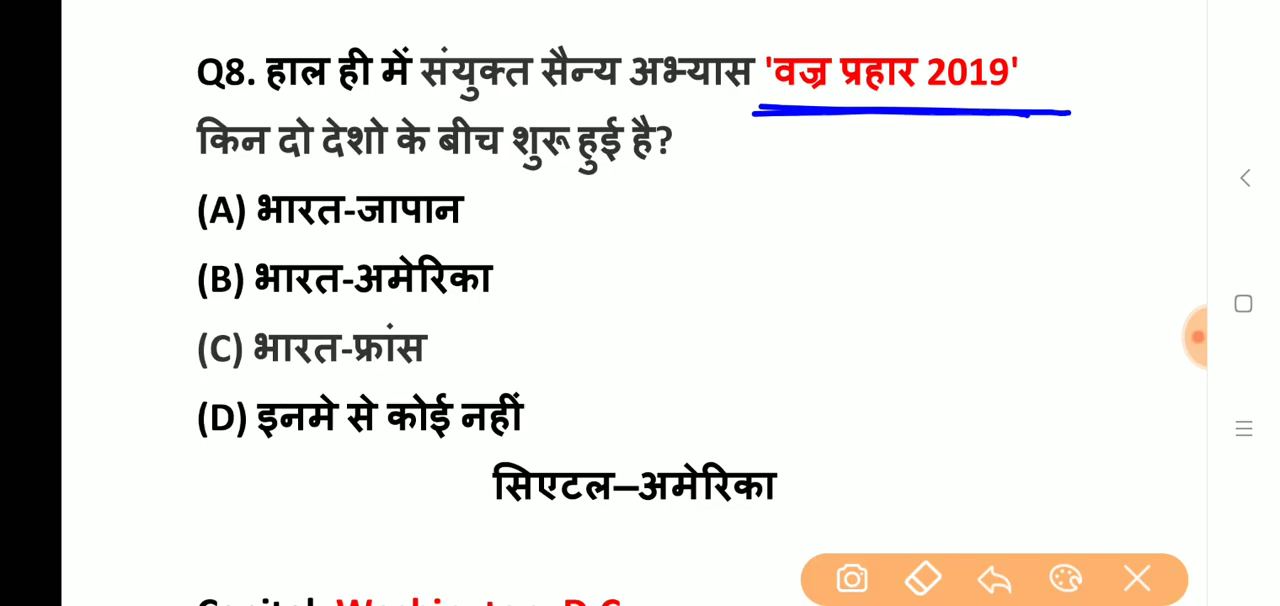 Q8. हाल ही में संयुक्त सैन्य अभ्यास 'वज्र प्रहार 2019'
किन दो देशो के बीच शुरू हुई है?
(A) भारत-जापान
(B) भारत-अमेरिका
(C) भारत-फ्रांस
(D) इनमे से कोई नहीं
सिएटल–अमेरिका